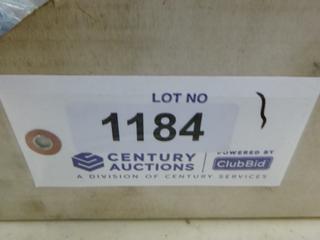 LOT NO
1184
CENTURY AUCTIONS
POWERED BY
ClubBid
A DIVISION OF CENTURY SERVICES